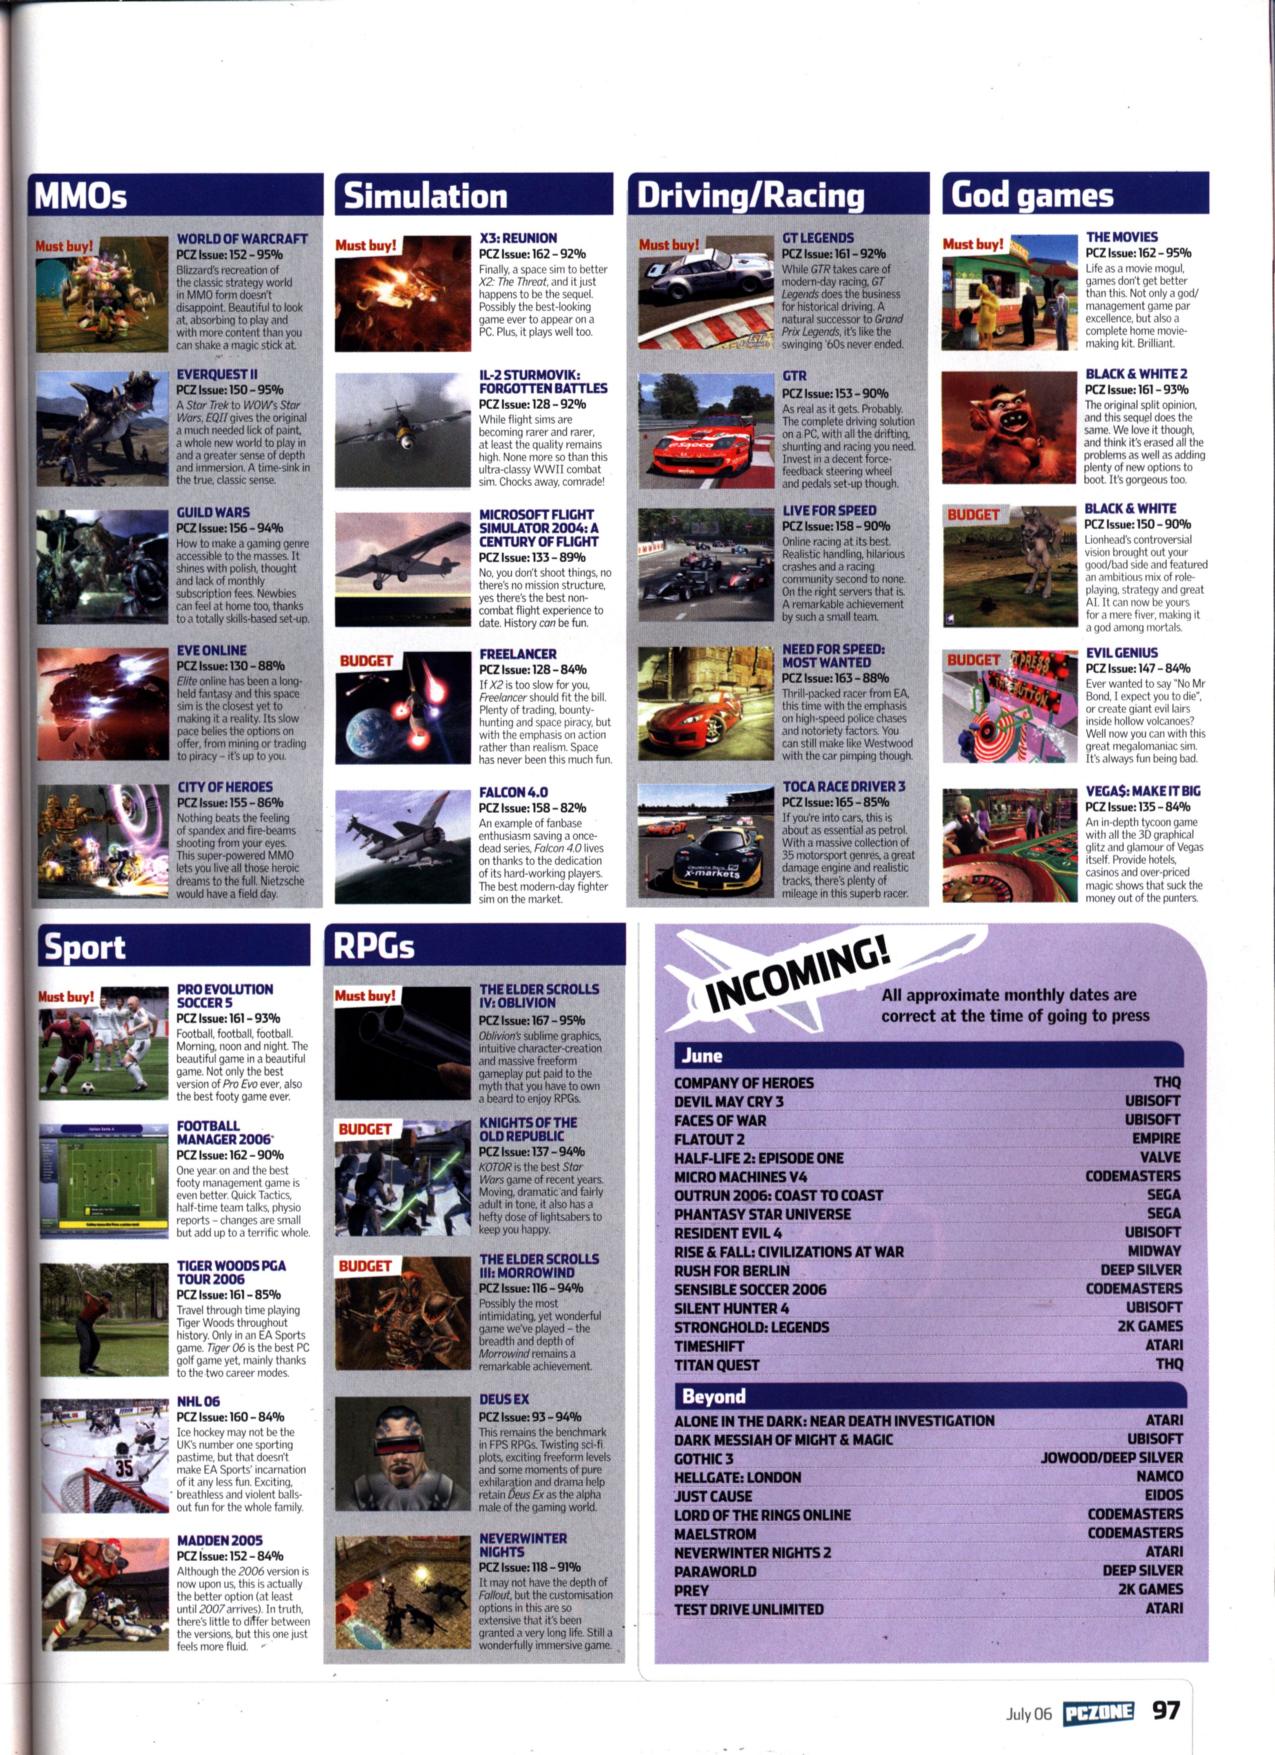 MMOs
Must buy!
WORLD OF WARCRAFT
PCZ Issue: 152 – 95%
Blizzard's recreation of
the classic strategy world
in MMO form doesn't
disappoint. Beautiful to look
at, absorbing to play and
with more content than you
can shake a magic stick at.
EVERQUEST II
PCZ Issue: 150 – 95%
A Star Trek to WOW's Star
Wars, EQII gives the original
a much needed lick of paint,
a whole new world to play in
and a greater sense of depth
and immersion. A time-sink in
the true, classic sense.
GUILD WARS
PCZ Issue: 156 – 94%
How to make a gaming genre
accessible to the masses. It
shines with polish, thought
and lack of monthly
subscription fees. Newbies
can feel at home too, thanks
to a totally skills-based set-up.
EVE ONLINE
PCZ Issue: 130 – 88%
Elite online has been a long-
held fantasy and this space
sim is the closest yet to
making it a reality. Its slow
pace belies the options on
offer, from mining or trading
to piracy – it's up to you.
CITY OF HEROES
PCZ Issue: 155 – 86%
Nothing beats the feeling
of spandex and fire-beams
shooting from your eyes.
This super-powered MMO
lets you live all those heroic
dreams to the full. Nietzsche
would have a field day.
Simulation
Must buy!
X3: REUNION
PCZ Issue: 162 – 92%
Finally, a space sim to better
X2: The Threat, and it just
happens to be the sequel.
Possibly the best-looking
game ever to appear on a
PC. Plus, it plays well too.
IL-2 STURMOVIK:
FORGOTTEN BATTLES
PCZ Issue: 128 – 92%
While flight sims are
becoming rarer and rarer,
at least the quality remains
high. None more so than this
ultra-classy WWII combat
sim. Chocks away, comrade!
MICROSOFT FLIGHT
SIMULATOR 2004: A
CENTURY OF FLIGHT
PCZ Issue: 133 – 89%
No, you don't shoot things, no
there's no mission structure,
yes there's the best non-
combat flight experience to
date. History can be fun.
BUDGET
FREELANCER
PCZ Issue: 128 – 84%
If X2 is too slow for you,
Freelancer should fit the bill.
Plenty of trading, bounty-
hunting and space piracy, but
with the emphasis on action
rather than realism. Space
has never been this much fun.
FALCON 4.0
PCZ Issue: 158 – 82%
An example of fanbase
enthusiasm saving a once-
dead series, Falcon 4.0 lives
on thanks to the dedication
of its hard-working players.
The best modern-day fighter
sim on the market.
Driving/Racing
Must buy!
GT LEGENDS
PCZ Issue: 161 – 92%
While GTR takes care of
modern-day racing, GT
Legends does the business
for historical driving. A
natural successor to Grand
Prix Legends, it's like the
swinging '60s never ended.
GTR
PCZ Issue: 153 – 90%
As real as it gets. Probably.
The complete driving solution
on a PC, with all the drifting,
shunting and racing you need.
Invest in a decent force-
feedback steering wheel
and pedals set-up though.
LIVE FOR SPEED
PCZ Issue: 158 – 90%
Online racing at its best.
Realistic handling, hilarious
crashes and a racing
community second to none.
On the right servers that is.
A remarkable achievement
by such a small team.
NEED FOR SPEED:
MOST WANTED
PCZ Issue: 163 – 88%
Thrill-packed racer from EA,
this time with the emphasis
on high-speed police chases
and notoriety factors. You
can still make like Westwood
with the car pimping though.
x-markets
TOCA RACE DRIVER 3
PCZ Issue: 165 – 85%
If you're into cars, this is
about as essential as petrol.
With a massive collection of
35 motorsport genres, a great
damage engine and realistic
tracks, there's plenty of
mileage in this superb racer.
God games
Must buy!
THE MOVIES
PCZ Issue: 162 – 95%
Life as a movie mogul,
games don't get better
than this. Not only a god/
management game par
excellence, but also a
complete home movie-
making kit. Brilliant.
BLACK & WHITE 2
PCZ Issue: 161 – 93%
The original split opinion,
and this sequel does the
same. We love it though,
and think it's erased all the
problems as well as adding
plenty of new options to
boot. It's gorgeous too.
BUDGET
BLACK & WHITE
PCZ Issue: 150 – 90%
Lionhead's controversial
vision brought out your
good/bad side and featured
an ambitious mix of role-
playing, strategy and great
AI. It can now be yours
for a mere fiver, making it
a god among mortals.
BUDGET
EVIL GENIUS
PCZ Issue: 147 – 84%
Ever wanted to say "No Mr
Bond, I expect you to die",
or create giant evil lairs
inside hollow volcanoes?
Well now you can with this
great megalomaniac sim.
It's always fun being bad.
VEGA$: MAKE IT BIG
PCZ Issue: 135 – 84%
An in-depth tycoon game
with all the 3D graphical
glitz and glamour of Vegas
itself. Provide hotels,
casinos and over-priced
magic shows that suck the
money out of the punters.
Sport
Must buy!
PRO EVOLUTION
SOCCER 5
PCZ Issue: 161 – 93%
Football, football, football.
Morning, noon and night. The
beautiful game in a beautiful
game. Not only the best
version of Pro Evo ever, also
the best footy game ever.
FOOTBALL
MANAGER 2006
PCZ Issue: 162 – 90%
One year on and the best
footy management game is
even better. Quick Tactics,
half-time team talks, physio
reports – changes are small
but add up to a terrific whole.
TIGER WOODS PGA
TOUR 2006
PCZ Issue: 161 – 85%
Travel through time playing
Tiger Woods throughout
history. Only in an EA Sports
game. Tiger 06 is the best PC
golf game yet, mainly thanks
to the two career modes.
35
NHL 06
PCZ Issue: 160 – 84%
Ice hockey may not be the
UK's number one sporting
pastime, but that doesn't
make EA Sports' incarnation
of it any less fun. Exciting,
breathless and violent balls-
out fun for the whole family.
MADDEN 2005
PCZ Issue: 152 – 84%
Although the 2006 version is
now upon us, this is actually
the better option (at least
until 2007 arrives). In truth,
there's little to differ between
the versions, but this one just
feels more fluid.
RPGs
Must buy!
THE ELDER SCROLLS
IV: OBLIVION
PCZ Issue: 167 – 95%
Oblivion's sublime graphics,
intuitive character-creation
and massive freeform
gameplay put paid to the
myth that you have to own
a beard to enjoy RPGs.
BUDGET
KNIGHTS OF THE
OLD REPUBLIC
PCZ Issue: 137 – 94%
KOTOR is the best Star
Wars game of recent years.
Moving, dramatic and fairly
adult in tone, it also has a
hefty dose of lightsabers to
keep you happy.
BUDGET
THE ELDER SCROLLS
III: MORROWIND
PCZ Issue: 116 – 94%
Possibly the most
intimidating, yet wonderful
game we've played – the
breadth and depth of
Morrowind remains a
remarkable achievement.
DEUS EX
PCZ Issue: 93 – 94%
This remains the benchmark
in FPS RPGs. Twisting sci-fi
plots, exciting freeform levels
and some moments of pure
exhilaration and drama help
retain Deus Ex as the alpha
male of the gaming world.
NEVERWINTER
NIGHTS
PCZ Issue: 118 – 91%
It may not have the depth of
Fallout, but the customisation
options in this are so
extensive that it's been
granted a very long life. Still a
wonderfully immersive game.
INCOMING!
All approximate monthly dates are
correct at the time of going to press
June
COMPANY OF HEROES THQ
DEVIL MAY CRY 3 UBISOFT
FACES OF WAR UBISOFT
FLATOUT 2 EMPIRE
HALF-LIFE 2: EPISODE ONE VALVE
MICRO MACHINES V4 CODEMASTERS
OUTRUN 2006: COAST TO COAST SEGA
PHANTASY STAR UNIVERSE SEGA
RESIDENT EVIL 4 UBISOFT
RISE & FALL: CIVILIZATIONS AT WAR MIDWAY
RUSH FOR BERLIN DEEP SILVER
SENSIBLE SOCCER 2006 CODEMASTERS
SILENT HUNTER 4 UBISOFT
STRONGHOLD: LEGENDS 2K GAMES
TIMESHIFT ATARI
TITAN QUEST THQ
Beyond
ALONE IN THE DARK: NEAR DEATH INVESTIGATION ATARI
DARK MESSIAH OF MIGHT & MAGIC UBISOFT
GOTHIC 3 JOWOOD/DEEP SILVER
HELLGATE: LONDON NAMCO
JUST CAUSE EIDOS
LORD OF THE RINGS ONLINE CODEMASTERS
MAELSTROM CODEMASTERS
NEVERWINTER NIGHTS 2 ATARI
PARAWORLD DEEP SILVER
PREY 2K GAMES
TEST DRIVE UNLIMITED ATARI
July 06 PCZONE 97